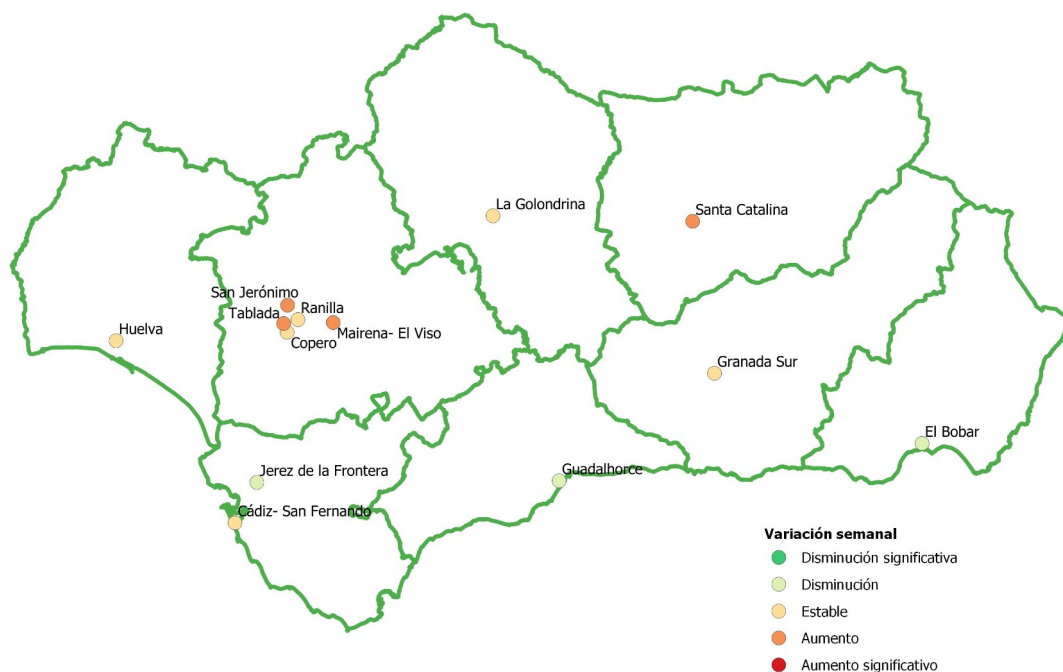 La Golondrina
Santa Catalina
San Jerónimo
Ranilla
Tablada
Huelva
Mairena- El Viso
Copero
Granada Sur
El Bobar
Jerez de la Frontera
Guadalhorce
Cádiz- San Fernando
Variación semanal
Disminución significativa
Disminución
Estable
Aumento
Aumento significativo